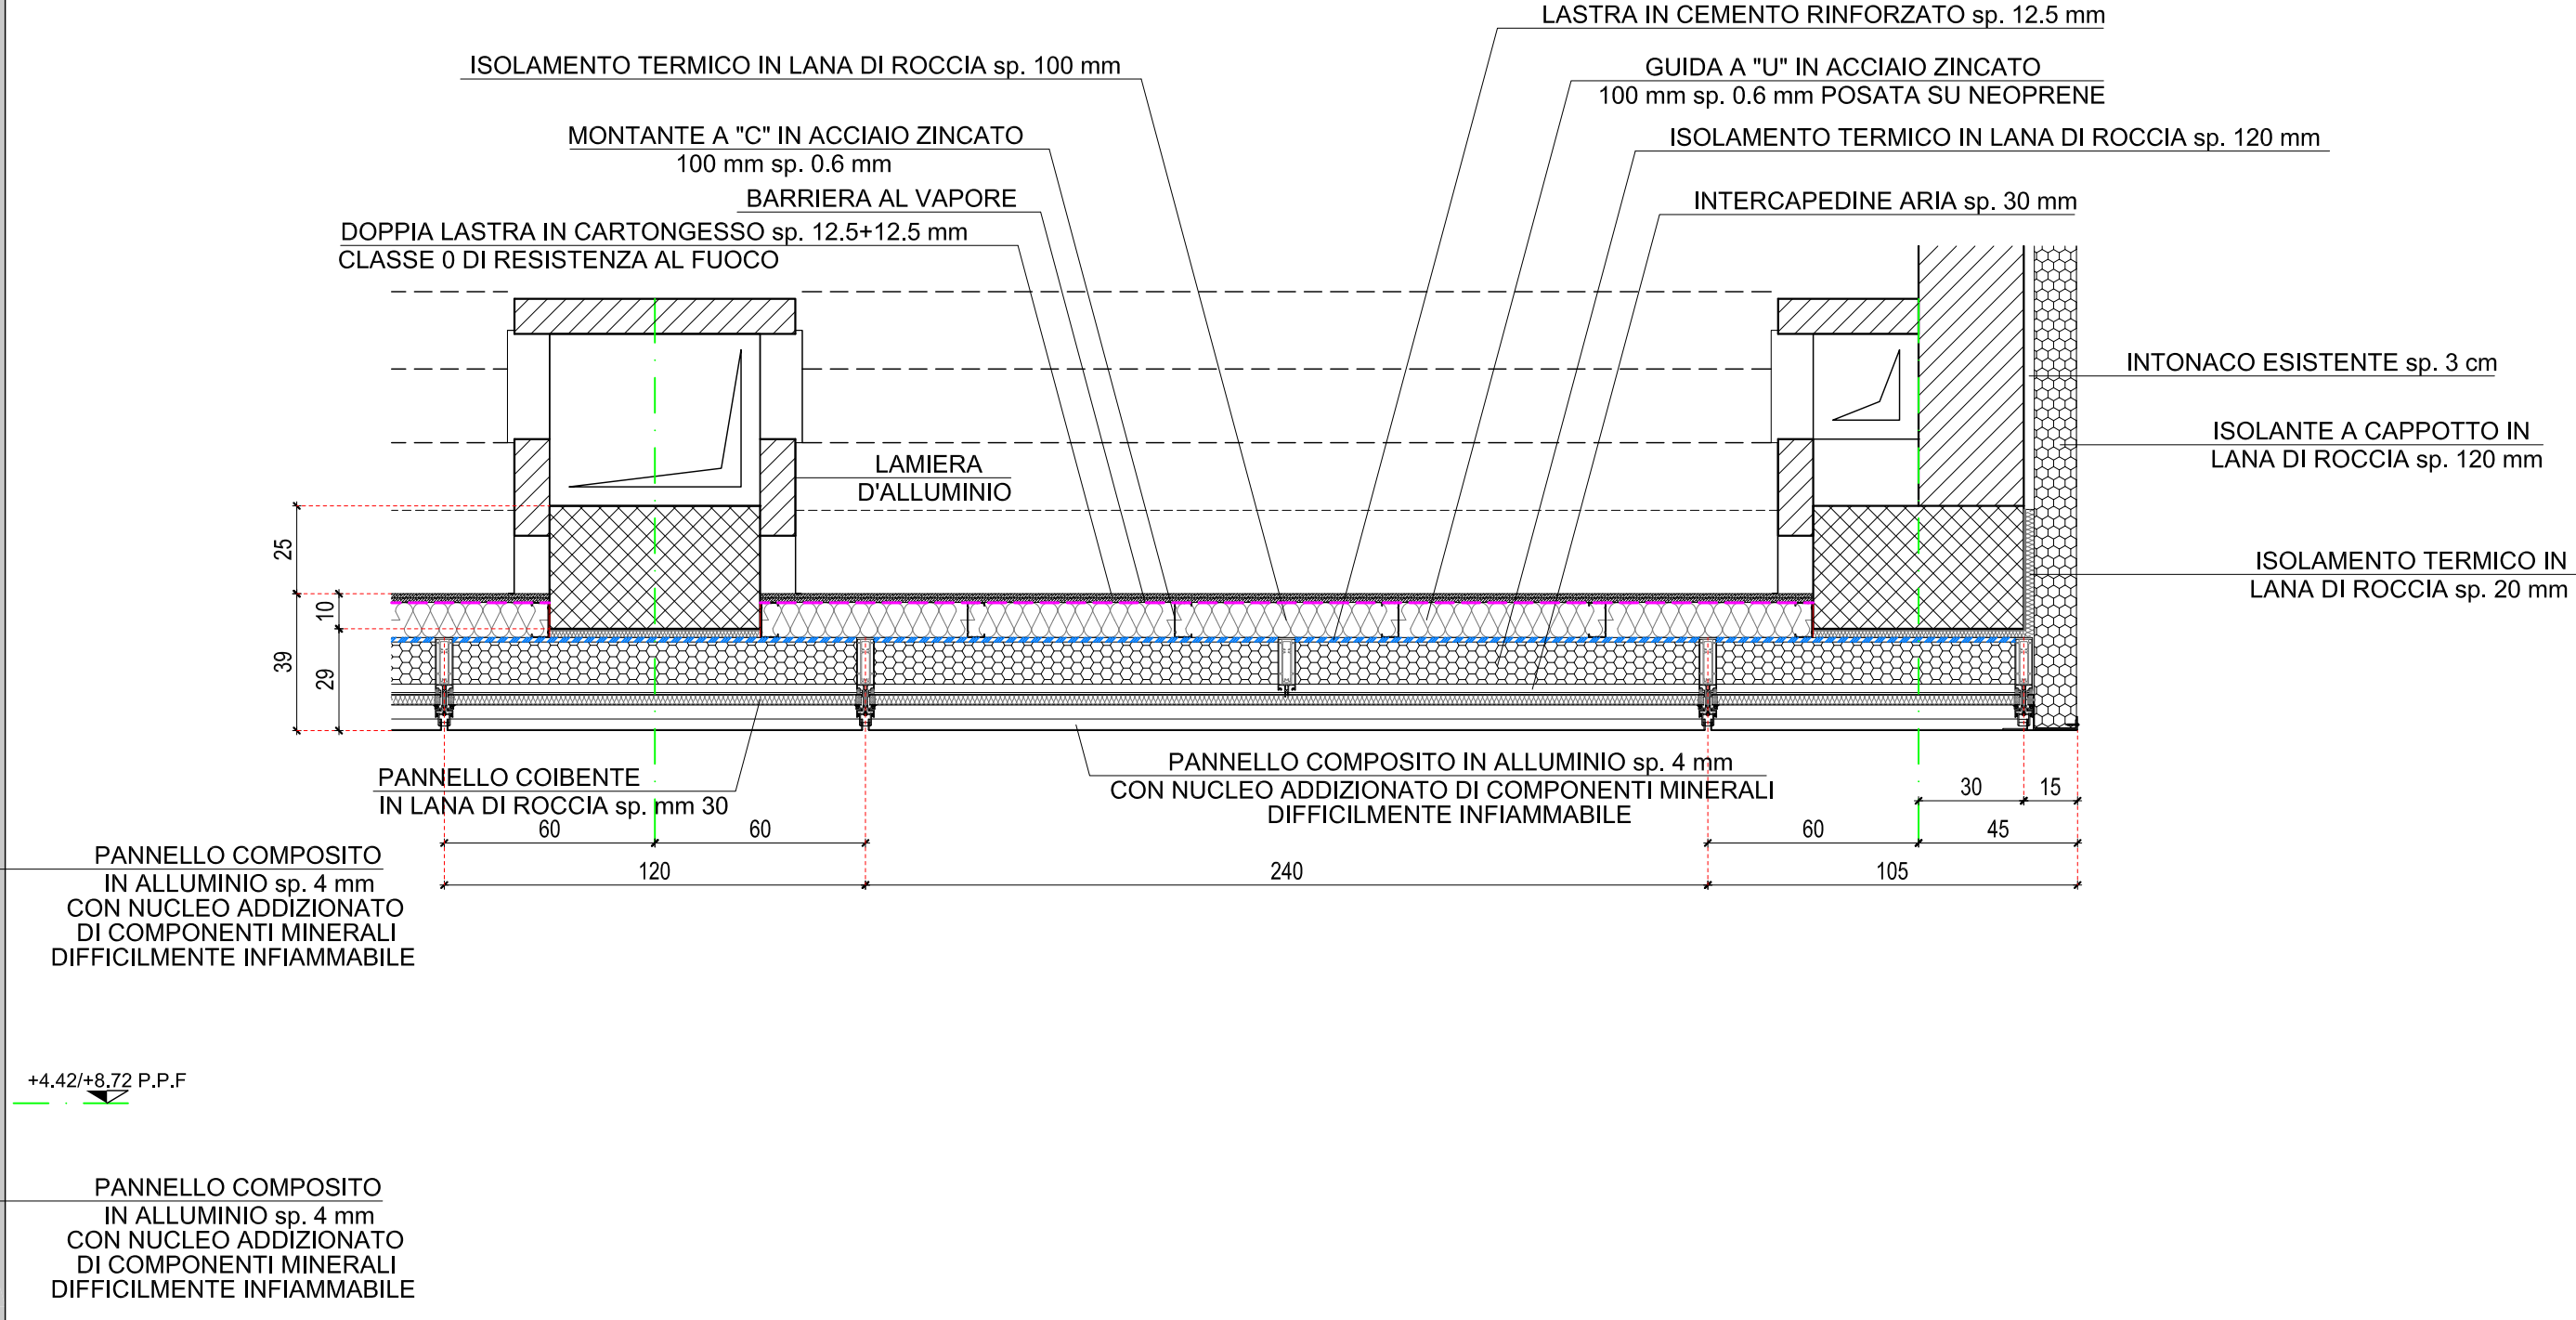 LASTRA IN CEMENTO RINFORZATO sp. 12.5 mm
ISOLAMENTO TERMICO IN LANA DI ROCCIA sp. 100 mm
GUIDA A "U" IN ACCIAIO ZINCATO
100 mm sp. 0.6 mm POSATA SU NEOPRENE
MONTANTE A "C" IN ACCIAIO ZINCATO
100 mm sp. 0.6 mm
ISOLAMENTO TERMICO IN LANA DI ROCCIA sp. 120 mm
BARRIERA AL VAPORE
INTERCAPEDINE ARIA sp. 30 mm
DOPPIA LASTRA IN CARTONGESSO sp. 12.5+12.5 mm
CLASSE 0 DI RESISTENZA AL FUOCO
INTONACO ESISTENTE sp. 3 cm
ISOLANTE A CAPPOTTO IN
LANA DI ROCCIA sp. 120 mm
LAMIERA
D'ALLUMINIO
ISOLAMENTO TERMICO IN
LANA DI ROCCIA sp. 20 mm
25
10
39
29
PANNELLO COIBENTE
IN LANA DI ROCCIA sp. mm 30
PANNELLO COMPOSITO IN ALLUMINIO sp. 4 mm
CON NUCLEO ADDIZIONATO DI COMPONENTI MINERALI
DIFFICILMENTE INFIAMMABILE
30 15
60 60 60 45
120 240 105
PANNELLO COMPOSITO
IN ALLUMINIO sp. 4 mm
CON NUCLEO ADDIZIONATO
DI COMPONENTI MINERALI
DIFFICILMENTE INFIAMMABILE
+4.42/+8.72 P.P.F
PANNELLO COMPOSITO
IN ALLUMINIO sp. 4 mm
CON NUCLEO ADDIZIONATO
DI COMPONENTI MINERALI
DIFFICILMENTE INFIAMMABILE